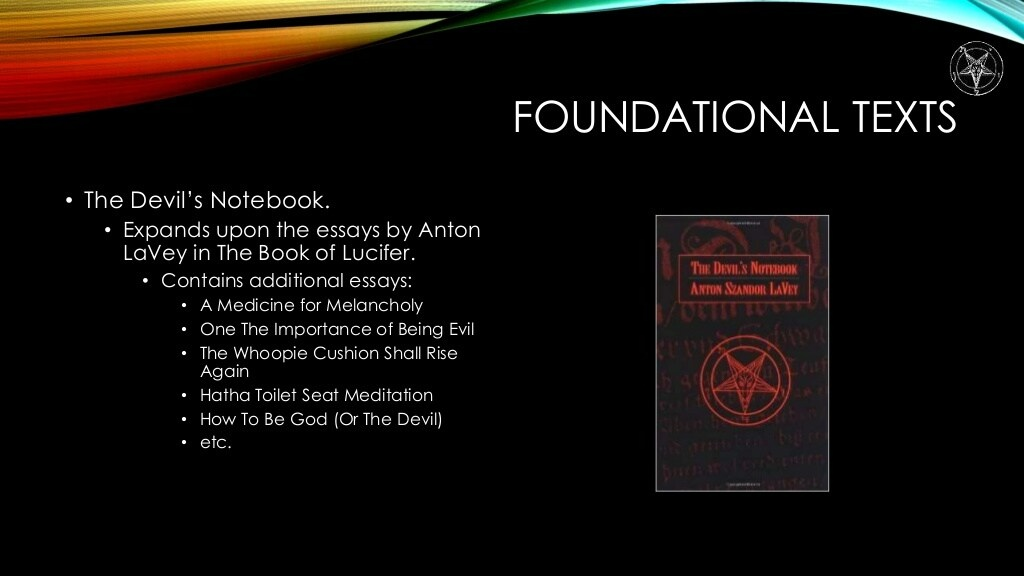 FOUNDATIONAL TEXTS
• The Devil’s Notebook.
• Expands upon the essays by Anton
LaVey in The Book of Lucifer.
• Contains additional essays:
• A Medicine for Melancholy
• One The Importance of Being Evil
• The Whoopie Cushion Shall Rise
Again
• Hatha Toilet Seat Meditation
• How To Be God (Or The Devil)
• etc.
The Devil's Notebook
Anton Szandor LaVey